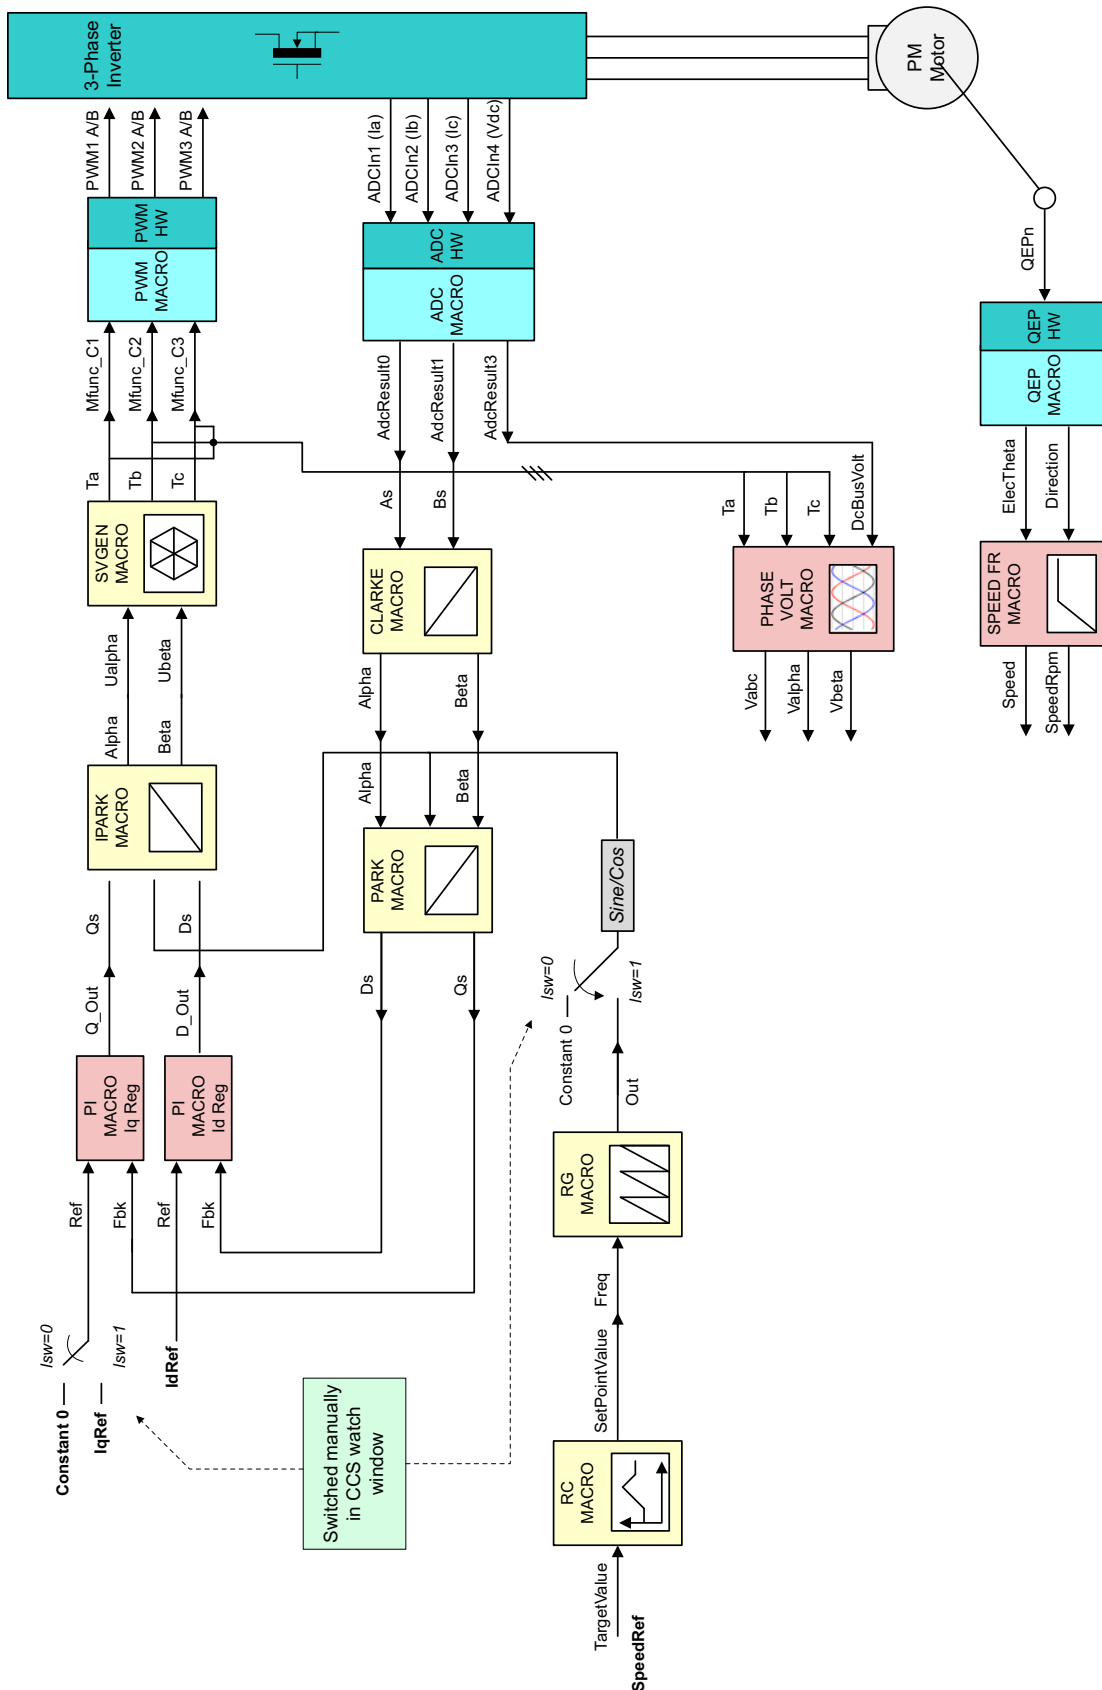 Constant 0
Isw=0
IqRef
Isw=1
IdRef
Ref
Fbk
Ref
Fbk
PI
MACRO
Iq Reg
PI
MACRO
Id Reg
Q_Out
D_Out
Qs
Ds
IPARK
MACRO
Alpha
Beta
Ualpha
Ubeta
SVGEN
MACRO
Ta
Tb
Tc
Mfunc_C1
Mfunc_C2
Mfunc_C3
PWM
MACRO
PWM
HW
PWM1 A/B
PWM2 A/B
PWM3 A/B
3-Phase
Inverter
Switched manually
in CCS watch
window
Ds
Qs
PARK
MACRO
Alpha
Beta
Alpha
Beta
CLARKE
MACRO
As
Bs
AdcResult0
AdcResult1
AdcResult3
ADC
MACRO
ADC
HW
ADCIn1 (Ia)
ADCIn2 (Ib)
ADCIn3 (Ic)
ADCIn4 (Vdc)
TargetValue
SpeedRef
RC
MACRO
SetPointValue
Freq
RG
MACRO
Out
Constant 0
Isw=0
Isw=1
Sine/Cos
Vabc
Valpha
Vbeta
PHASE
VOLT
MACRO
Ta
Tb
Tc
DcBusVolt
Speed
SpeedRpm
SPEED FR
MACRO
ElecTheta
Direction
QEP
MACRO
QEP
HW
QEPn
PM
Motor